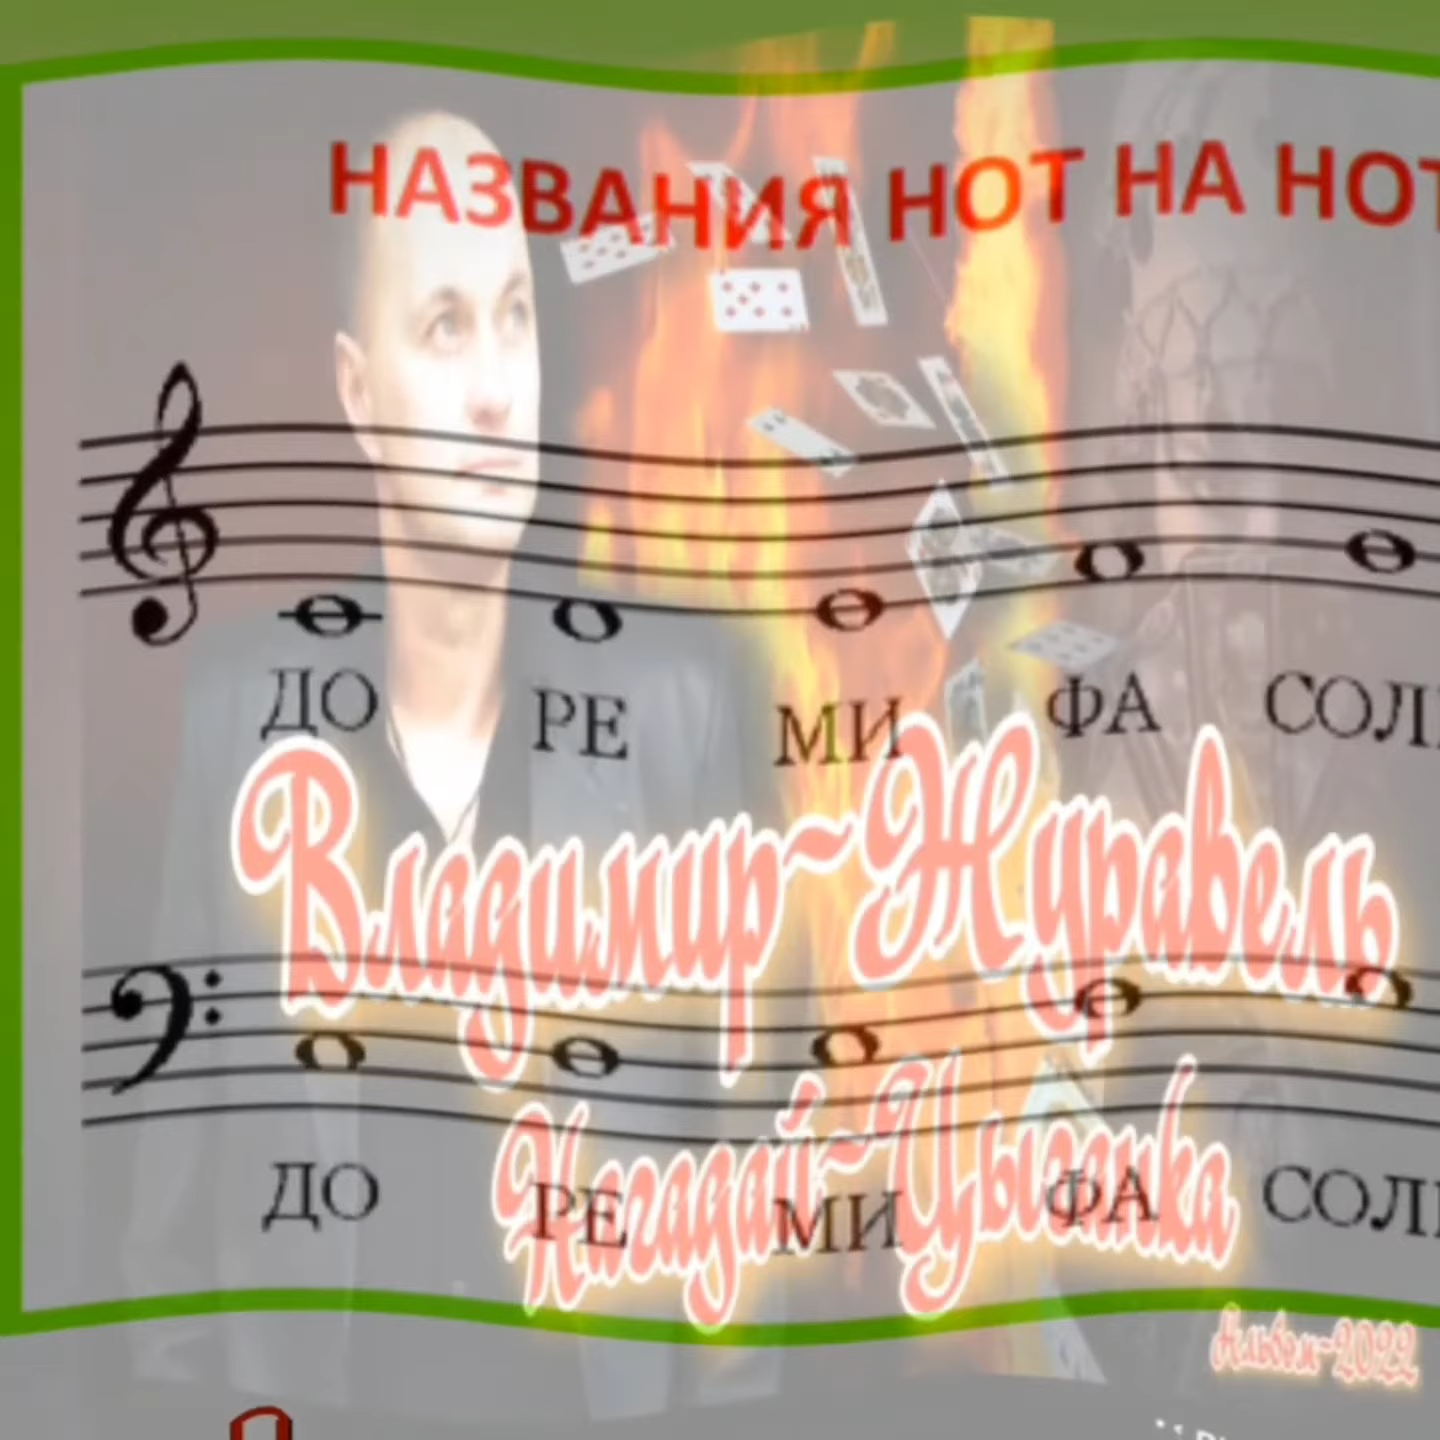 НАЗВАНИЯ НОТ НА НОТ
ДО РЕ МИ ФА СОЛ
Владимир~Журавель
Нагадай~Цыганка
ДО РЕ МИ ФА СОЛ
Альбом-2022